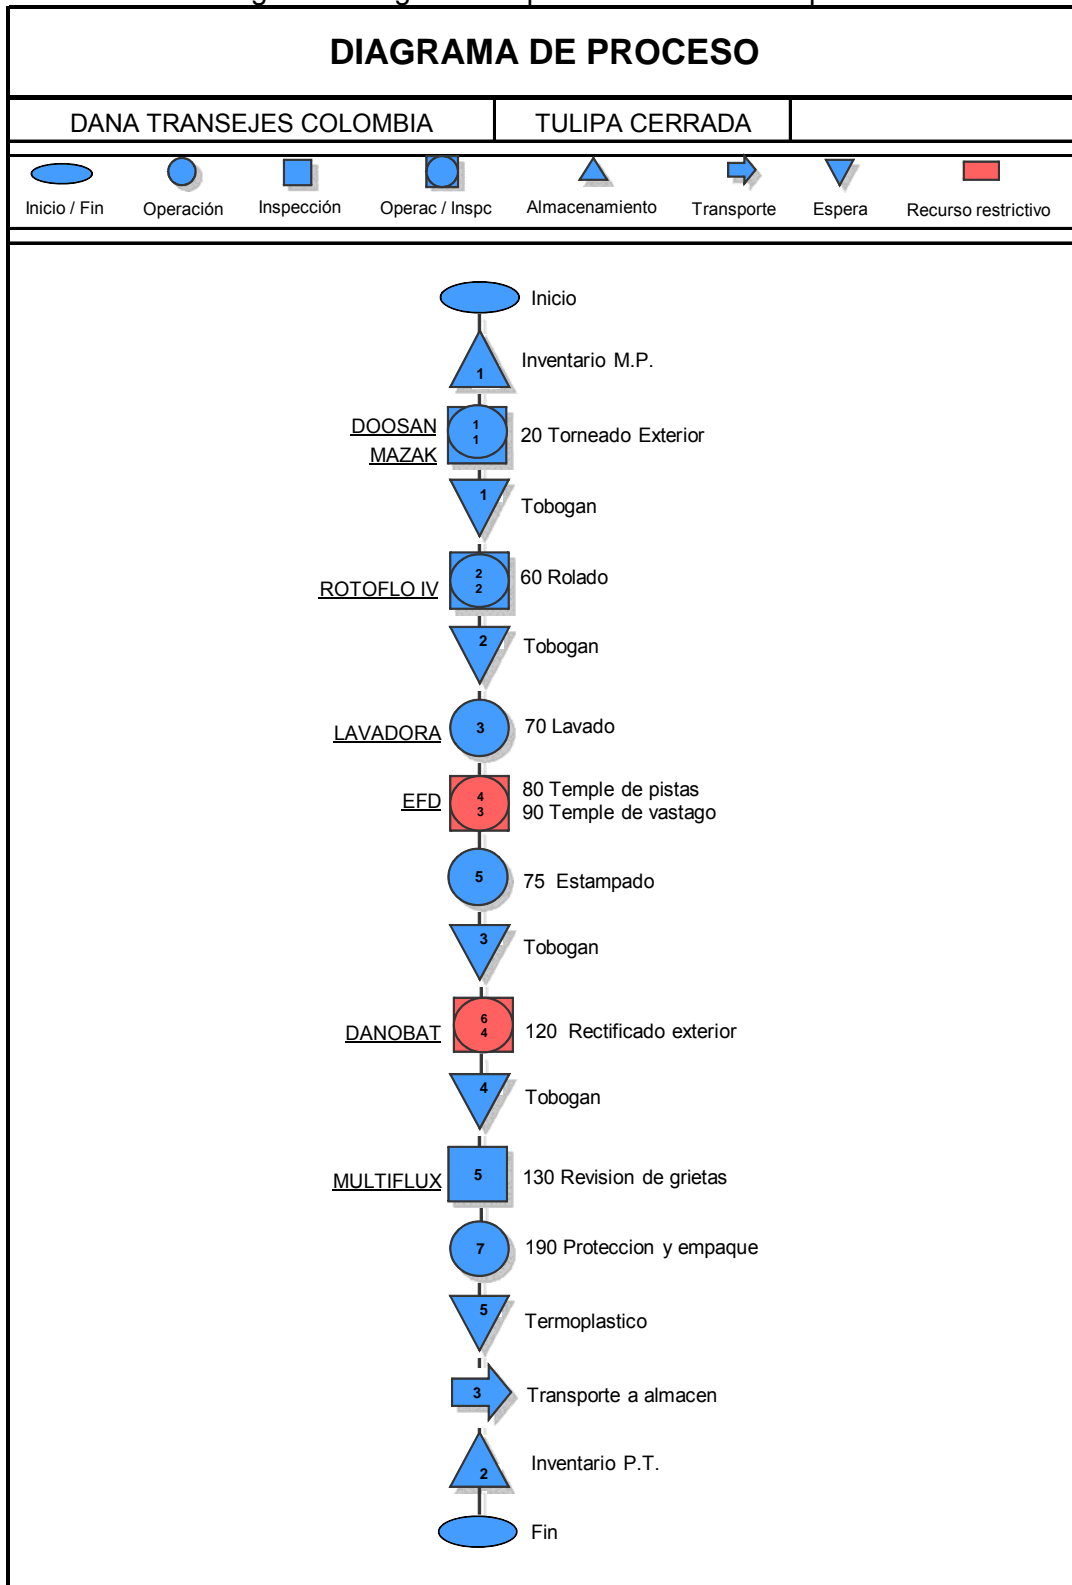 DIAGRAMA DE PROCESO
DANA TRANSEJES COLOMBIA
TULIPA CERRADA
Inicio / Fin
Operación
Inspección
Operac / Inspc
Almacenamiento
Transporte
Espera
Recurso restrictivo
Inicio
1
Inventario M.P.
DOOSAN
MAZAK
1
1
20 Torneado Exterior
1
Tobogan
ROTOFLO IV
2
2
60 Rolado
2
Tobogan
LAVADORA
3
70 Lavado
EFD
4
3
80 Temple de pistas
90 Temple de vastago
5
75 Estampado
3
Tobogan
DANOBAT
6
4
120 Rectificado exterior
4
Tobogan
MULTIFLUX
5
130 Revision de grietas
7
190 Proteccion y empaque
5
Termoplastico
3
Transporte a almacen
2
Inventario P.T.
Fin